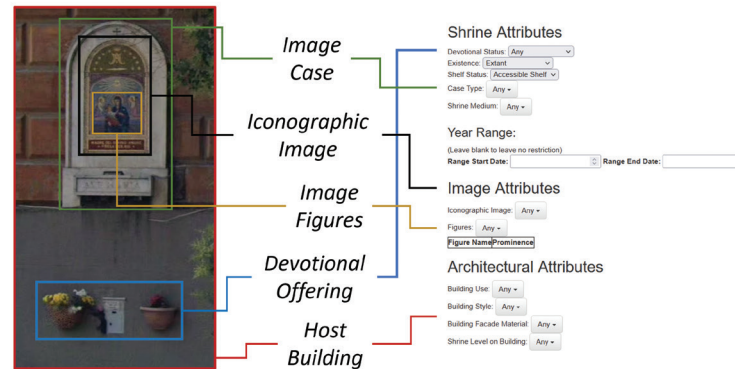 Image
Case
Iconographic
Image
Image
Figures
Devotional
Offering
Host
Building
Shrine Attributes
Devotional Status: Any
Existence: Extant
Shelf Status: Accessible Shelf
Case Type: Any
Shrine Medium: Any
Year Range:
(Leave blank to leave no restriction)
Range Start Date: Range End Date:
Image Attributes
Iconographic Image: Any
Figures: Any
Figure Name Prominence
Architectural Attributes
Building Use: Any
Building Style: Any
Building Facade Material: Any
Shrine Level on Building: Any